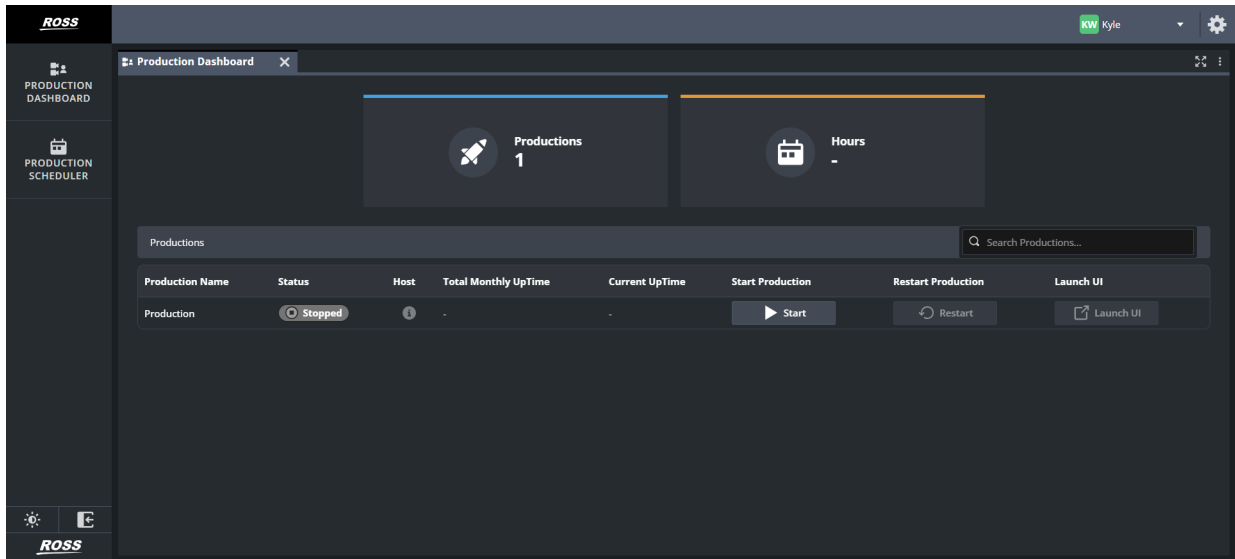 ROSS
KW Kyle
PRODUCTION
DASHBOARD
PRODUCTION
SCHEDULER
Production Dashboard
Productions
1
Hours
-
Productions
Search Productions...
Production Name Status Host Total Monthly UpTime Current UpTime Start Production Restart Production Launch UI
Production Stopped - - Start Restart Launch UI
ROSS